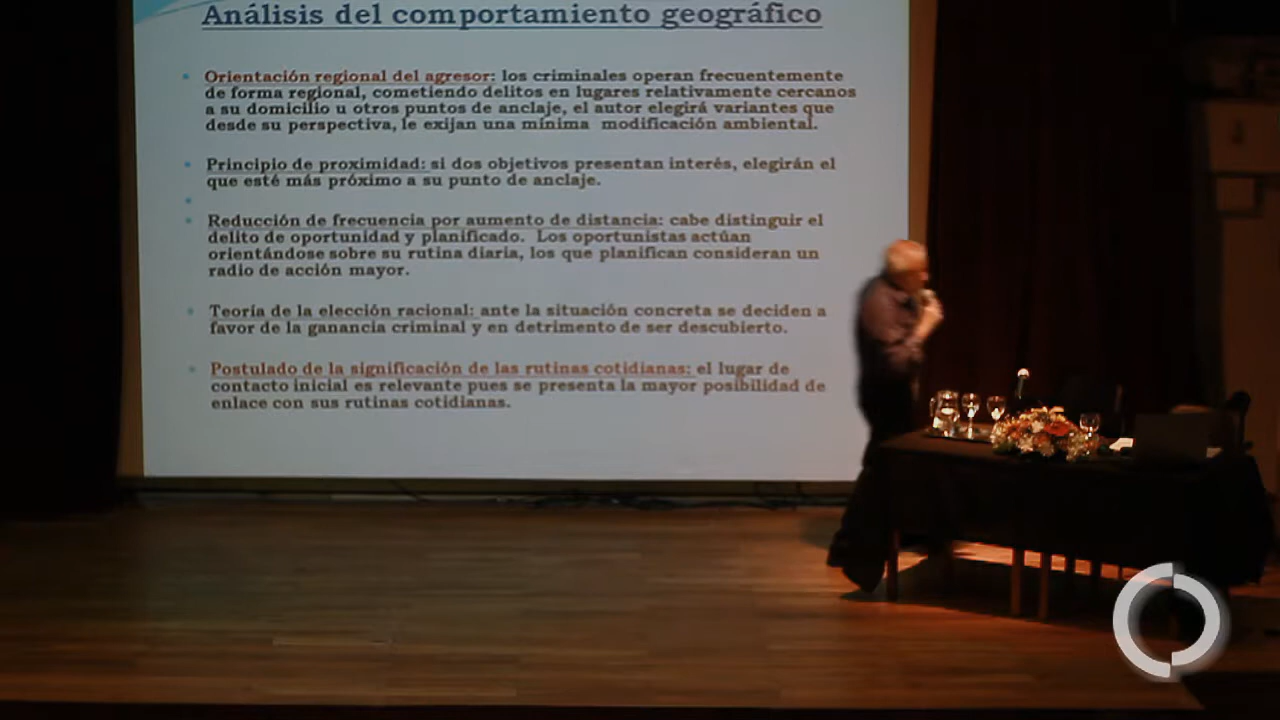 Análisis del comportamiento geográfico
Orientación regional del agresor: los criminales operan frecuentemente
de forma regional, cometiendo delitos en lugares relativamente cercanos
a su domicilio u otros puntos de anclaje, el autor elegirá variantes que
desde su perspectiva, le exijan una mínima modificación ambiental.
Principio de proximidad: si dos objetivos presentan interés, elegirán el
que esté más próximo a su punto de anclaje.
Reducción de frecuencia por aumento de distancia: cabe distinguir el
delito de oportunidad y planificado. Los oportunistas actúan
orientándose sobre su rutina diaria, los que planifican consideran un
radio de acción mayor.
Teoría de la elección racional: ante la situación concreta se deciden a
favor de la ganancia criminal y en detrimento de ser descubierto.
Postulado de la significación de las rutinas cotidianas: el lugar de
contacto inicial es relevante pues se presenta la mayor posibilidad de
enlace con sus rutinas cotidianas.